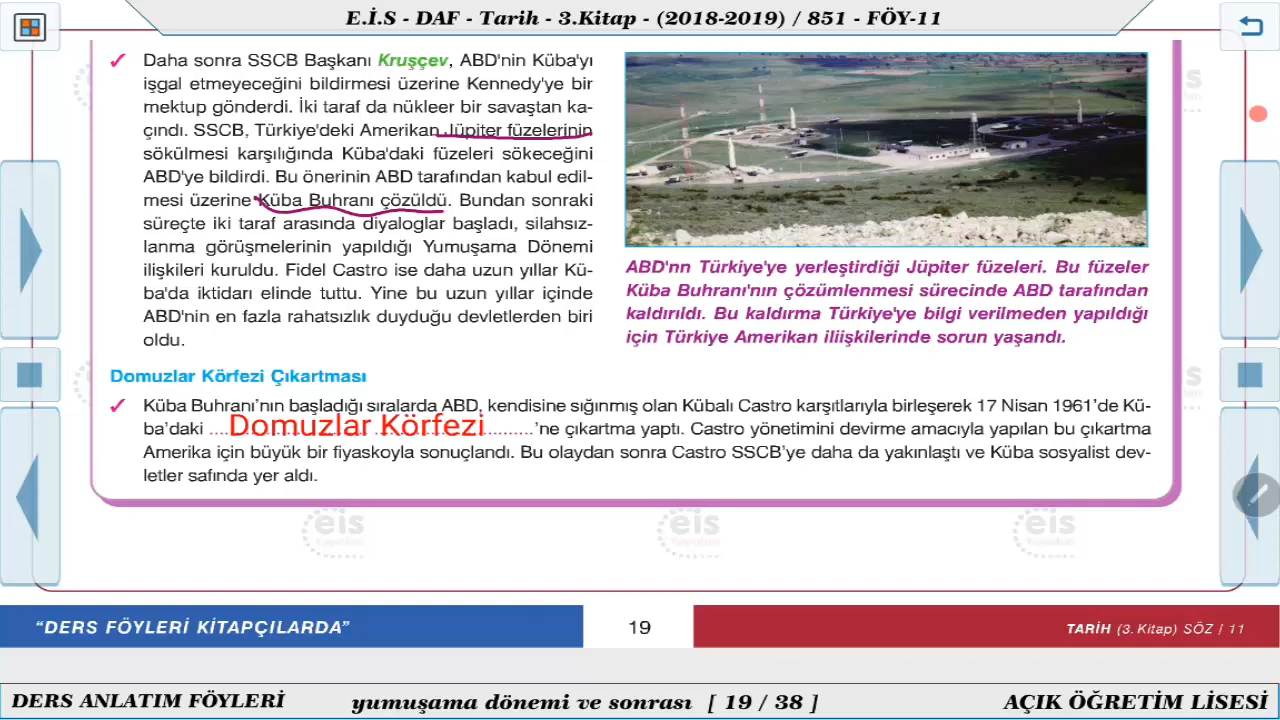 E.İ.S - DAF - Tarih - 3.Kitap - (2018-2019) / 851 - FÖY-11
✓ Daha sonra SSCB Başkanı Kruşçev, ABD'nin Küba'yı
işgal etmeyeceğini bildirmesi üzerine Kennedy'ye bir
mektup gönderdi. İki taraf da nükleer bir savaştan ka-
çındı. SSCB, Türkiye'deki Amerikan Jüpiter füzelerinin
sökülmesi karşılığında Küba'daki füzeleri sökeceğini
ABD'ye bildirdi. Bu önerinin ABD tarafından kabul edil-
mesi üzerine Küba Buhranı çözüldü. Bundan sonraki
süreçte iki taraf arasında diyaloglar başladı, silahsız-
lanma görüşmelerinin yapıldığı Yumuşama Dönemi
ilişkileri kuruldu. Fidel Castro ise daha uzun yıllar Kü-
ba'da iktidarı elinde tuttu. Yine bu uzun yıllar içinde
ABD'nin en fazla rahatsızlık duyduğu devletlerden biri
oldu.
ABD'nn Türkiye'ye yerleştirdiği Jüpiter füzeleri. Bu füzeler
Küba Buhranı'nın çözümlenmesi sürecinde ABD tarafından
kaldırıldı. Bu kaldırma Türkiye'ye bilgi verilmeden yapıldığı
için Türkiye Amerikan iliişkilerinde sorun yaşandı.
Domuzlar Körfezi Çıkartması
✓ Küba Buhranı'nın başladığı sıralarda ABD, kendisine sığınmış olan Kübalı Castro karşıtlarıyla birleşerek 17 Nisan 1961'de Kü-
ba'daki ...Domuzlar Körfezi........'ne çıkartma yaptı. Castro yönetimini devirme amacıyla yapılan bu çıkartma
Amerika için büyük bir fiyaskoyla sonuçlandı. Bu olaydan sonra Castro SSCB'ye daha da yakınlaştı ve Küba sosyalist dev-
letler safında yer aldı.
eis eis eis
"DERS FÖYLERİ KİTAPÇILARDA"
19
TARİH (3. Kitap) SÖZ / 11
DERS ANLATIM FÖYLERİ
yumuşama dönemi ve sonrası [ 19 / 38 ]
AÇIK ÖĞRETİM LİSESİ